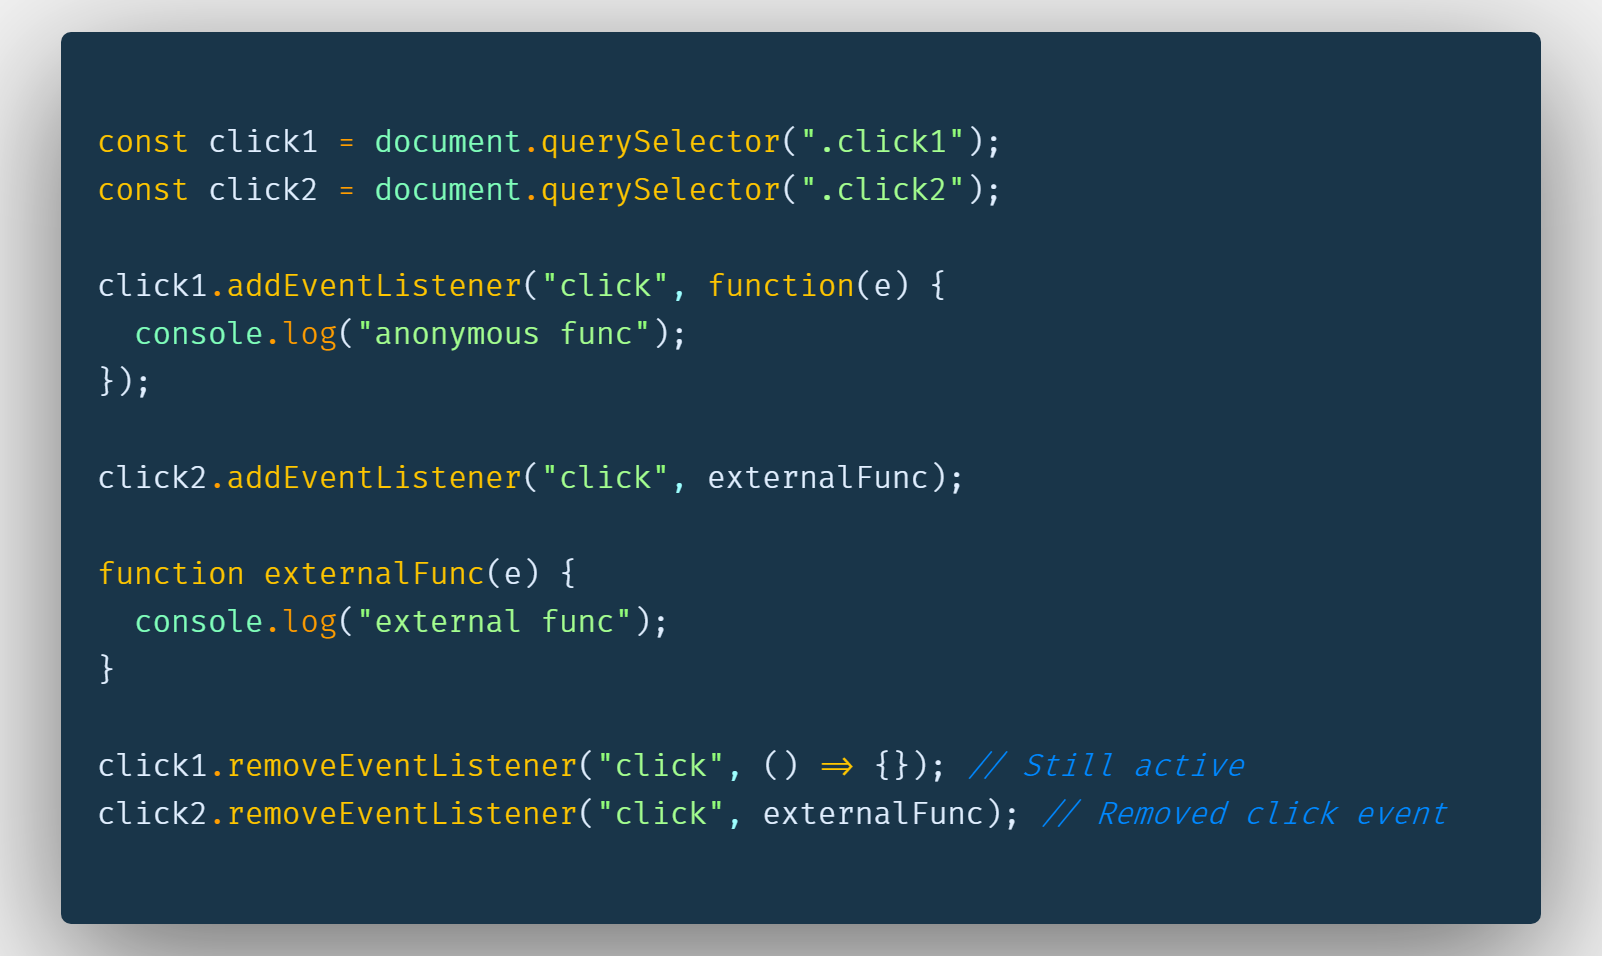 const click1 = document.querySelector(".click1");
const click2 = document.querySelector(".click2");
click1.addEventListener("click", function(e) {
  console.log("anonymous func");
});
click2.addEventListener("click", externalFunc);
function externalFunc(e) {
  console.log("external func");
}
click1.removeEventListener("click", () => {}); // Still active
click2.removeEventListener("click", externalFunc); // Removed click event